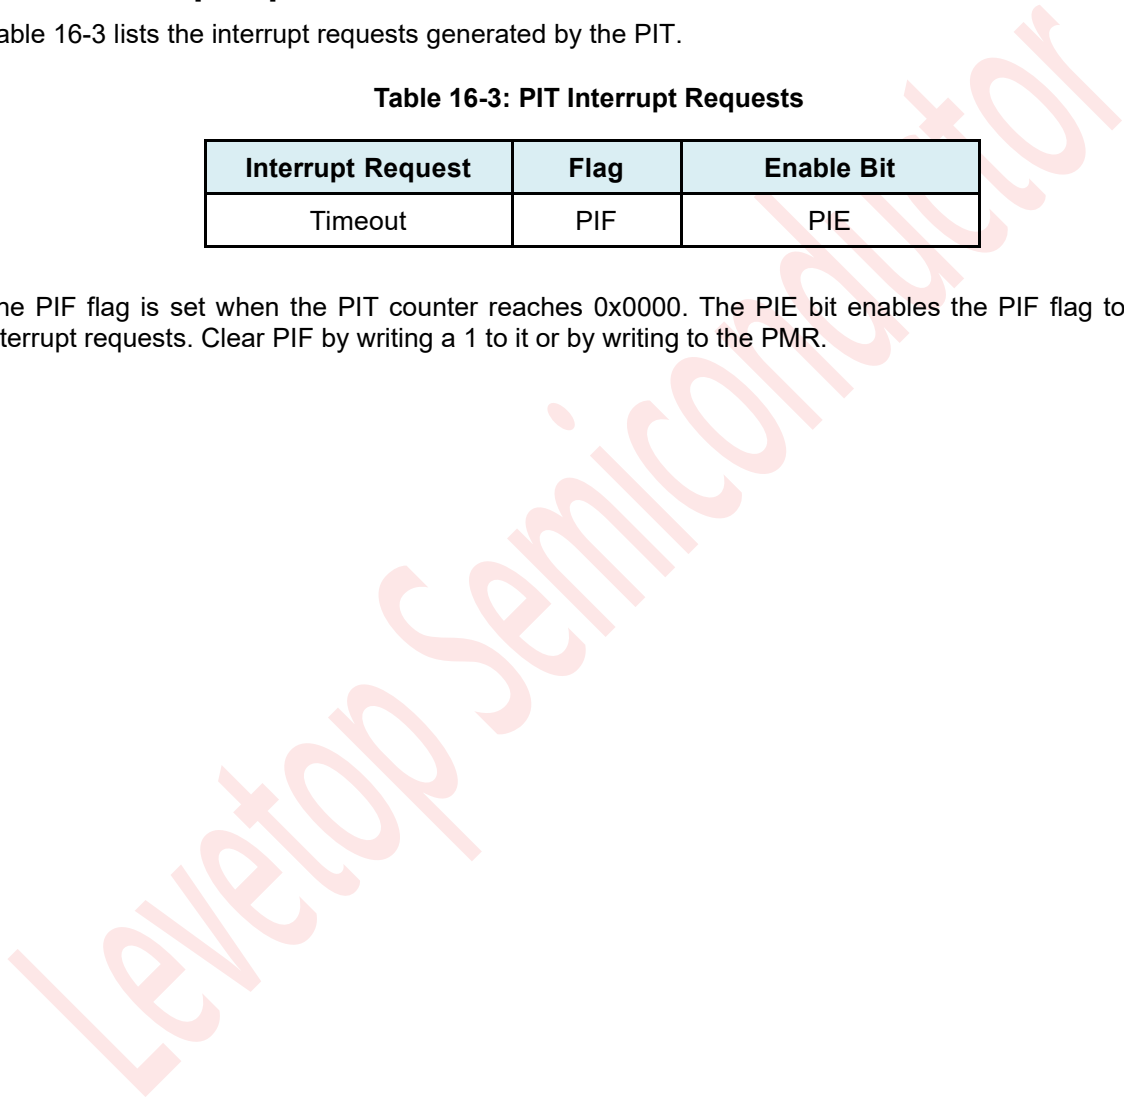 able 16-3 lists the interrupt requests generated by the PIT.
Table 16-3: PIT Interrupt Requests
Interrupt Request Flag Enable Bit
Timeout PIF PIE
he PIF flag is set when the PIT counter reaches 0x0000. The PIE bit enables the PIF flag to
terrupt requests. Clear PIF by writing a 1 to it or by writing to the PMR.
Levetop Semiconductor